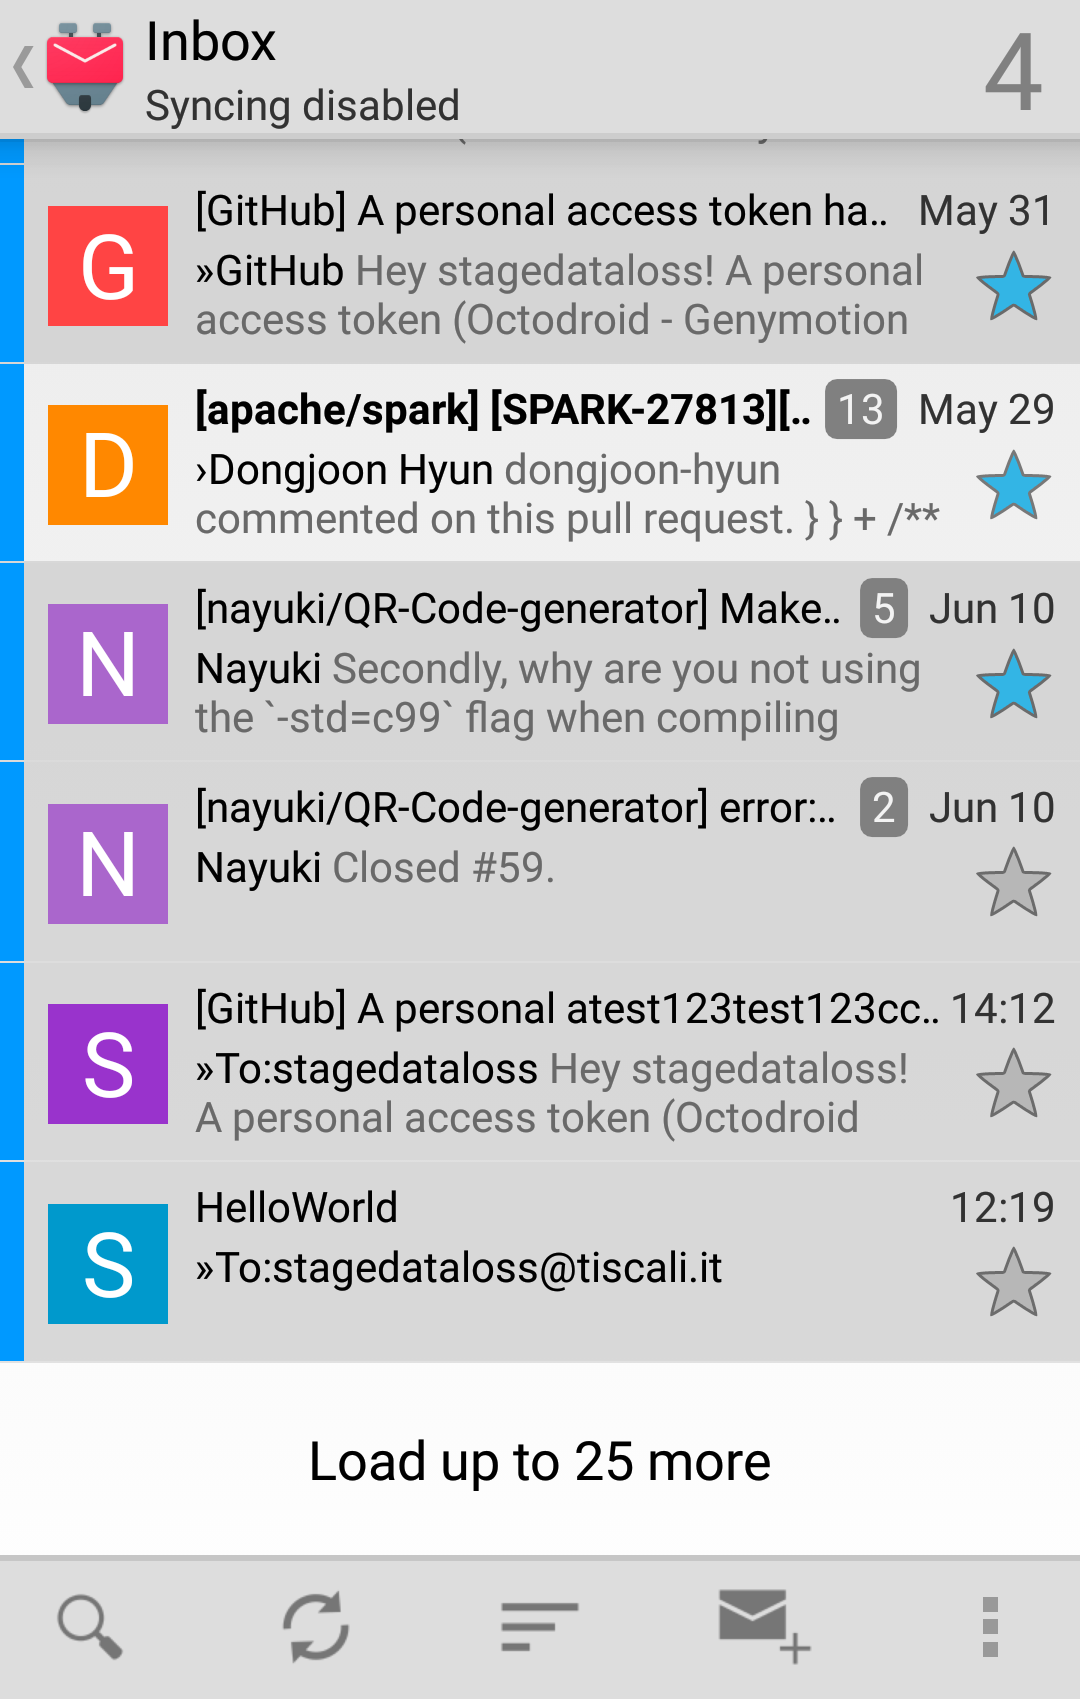 Inbox
Syncing disabled
4
[GitHub] A personal access token ha.. May 31
G
»GitHub Hey stagedataloss! A personal
access token (Octodroid - Genymotion
[apache/spark] [SPARK-27813][.. 13 May 29
D
›Dongjoon Hyun dongjoon-hyun
commented on this pull request. } } + /**
[nayuki/QR-Code-generator] Make.. 5 Jun 10
N
Nayuki Secondly, why are you not using
the `-std=c99` flag when compiling
[nayuki/QR-Code-generator] error:.. 2 Jun 10
N
Nayuki Closed #59.
[GitHub] A personal atest123test123cc.. 14:12
S
»To:stagedataloss Hey stagedataloss!
A personal access token (Octodroid
HelloWorld 12:19
S
»To:stagedataloss@tiscali.it
Load up to 25 more